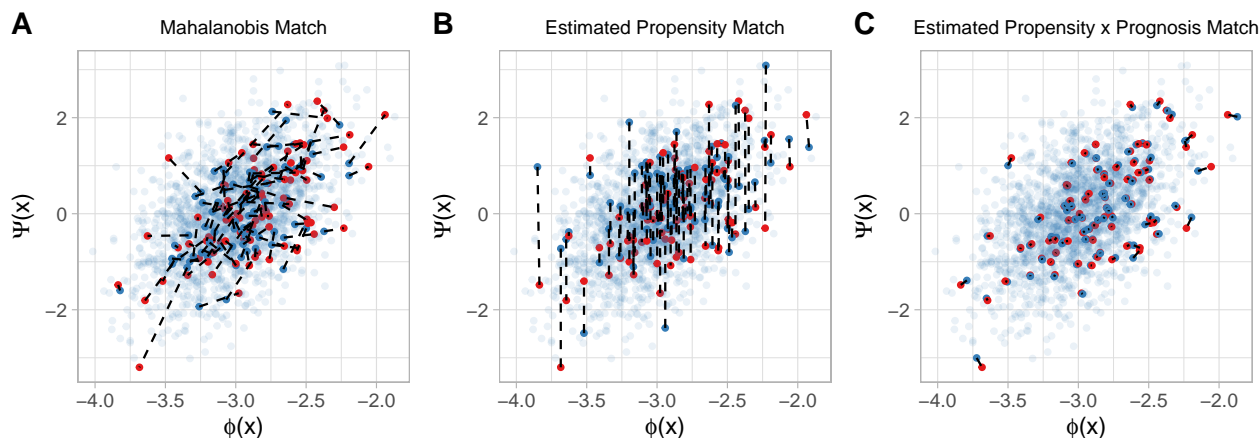 A Mahalanobis Match
Ψ(x)
2
0
−2
−4.0 −3.5 −3.0 −2.5 −2.0
ϕ(x)
B Estimated Propensity Match
Ψ(x)
2
0
−2
−4.0 −3.5 −3.0 −2.5 −2.0
ϕ(x)
C Estimated Propensity x Prognosis Match
Ψ(x)
2
0
−2
−4.0 −3.5 −3.0 −2.5 −2.0
ϕ(x)